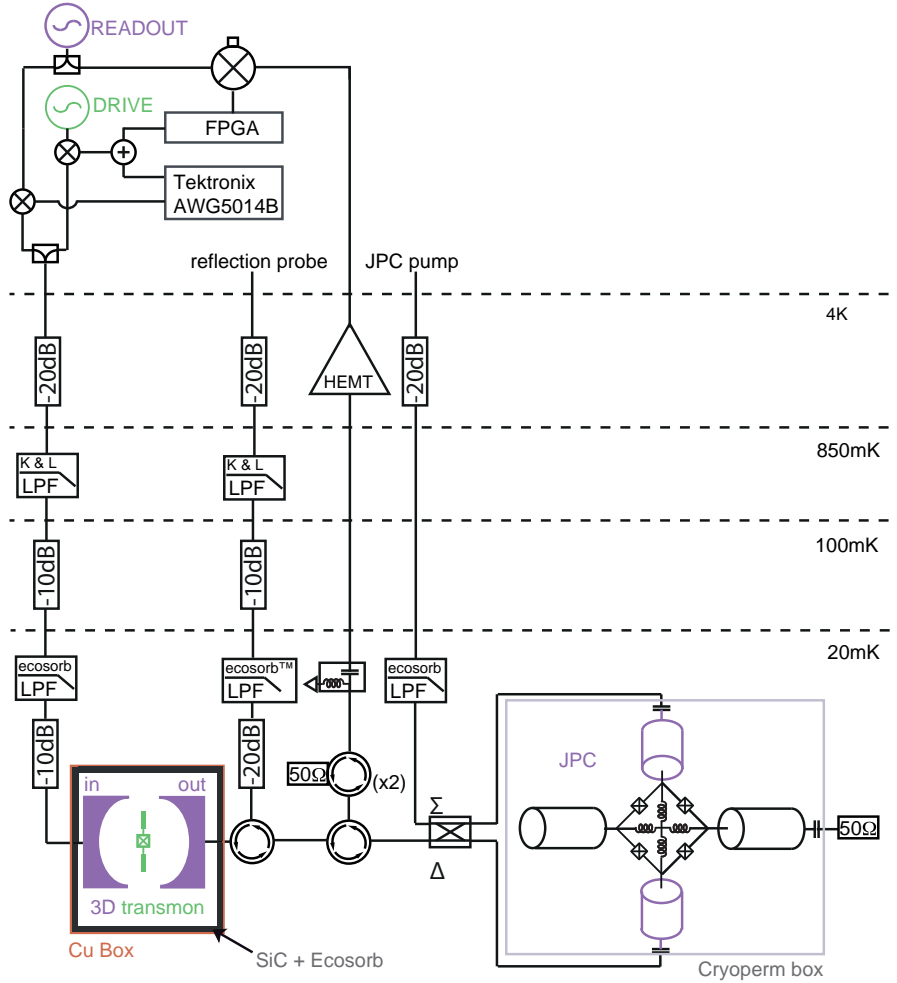 READOUT
DRIVE
FPGA
Tektronix
AWG5014B
reflection probe
JPC pump
4K
-20dB
-20dB
HEMT
-20dB
850mK
K & L
LPF
K & L
LPF
100mK
-10dB
-10dB
20mK
ecosorb
LPF
ecosorb™
LPF
ecosorb
LPF
-10dB
-20dB
50Ω
(x2)
JPC
in
out
Σ
Δ
50Ω
3D transmon
Cu Box
SiC + Ecosorb
Cryoperm box